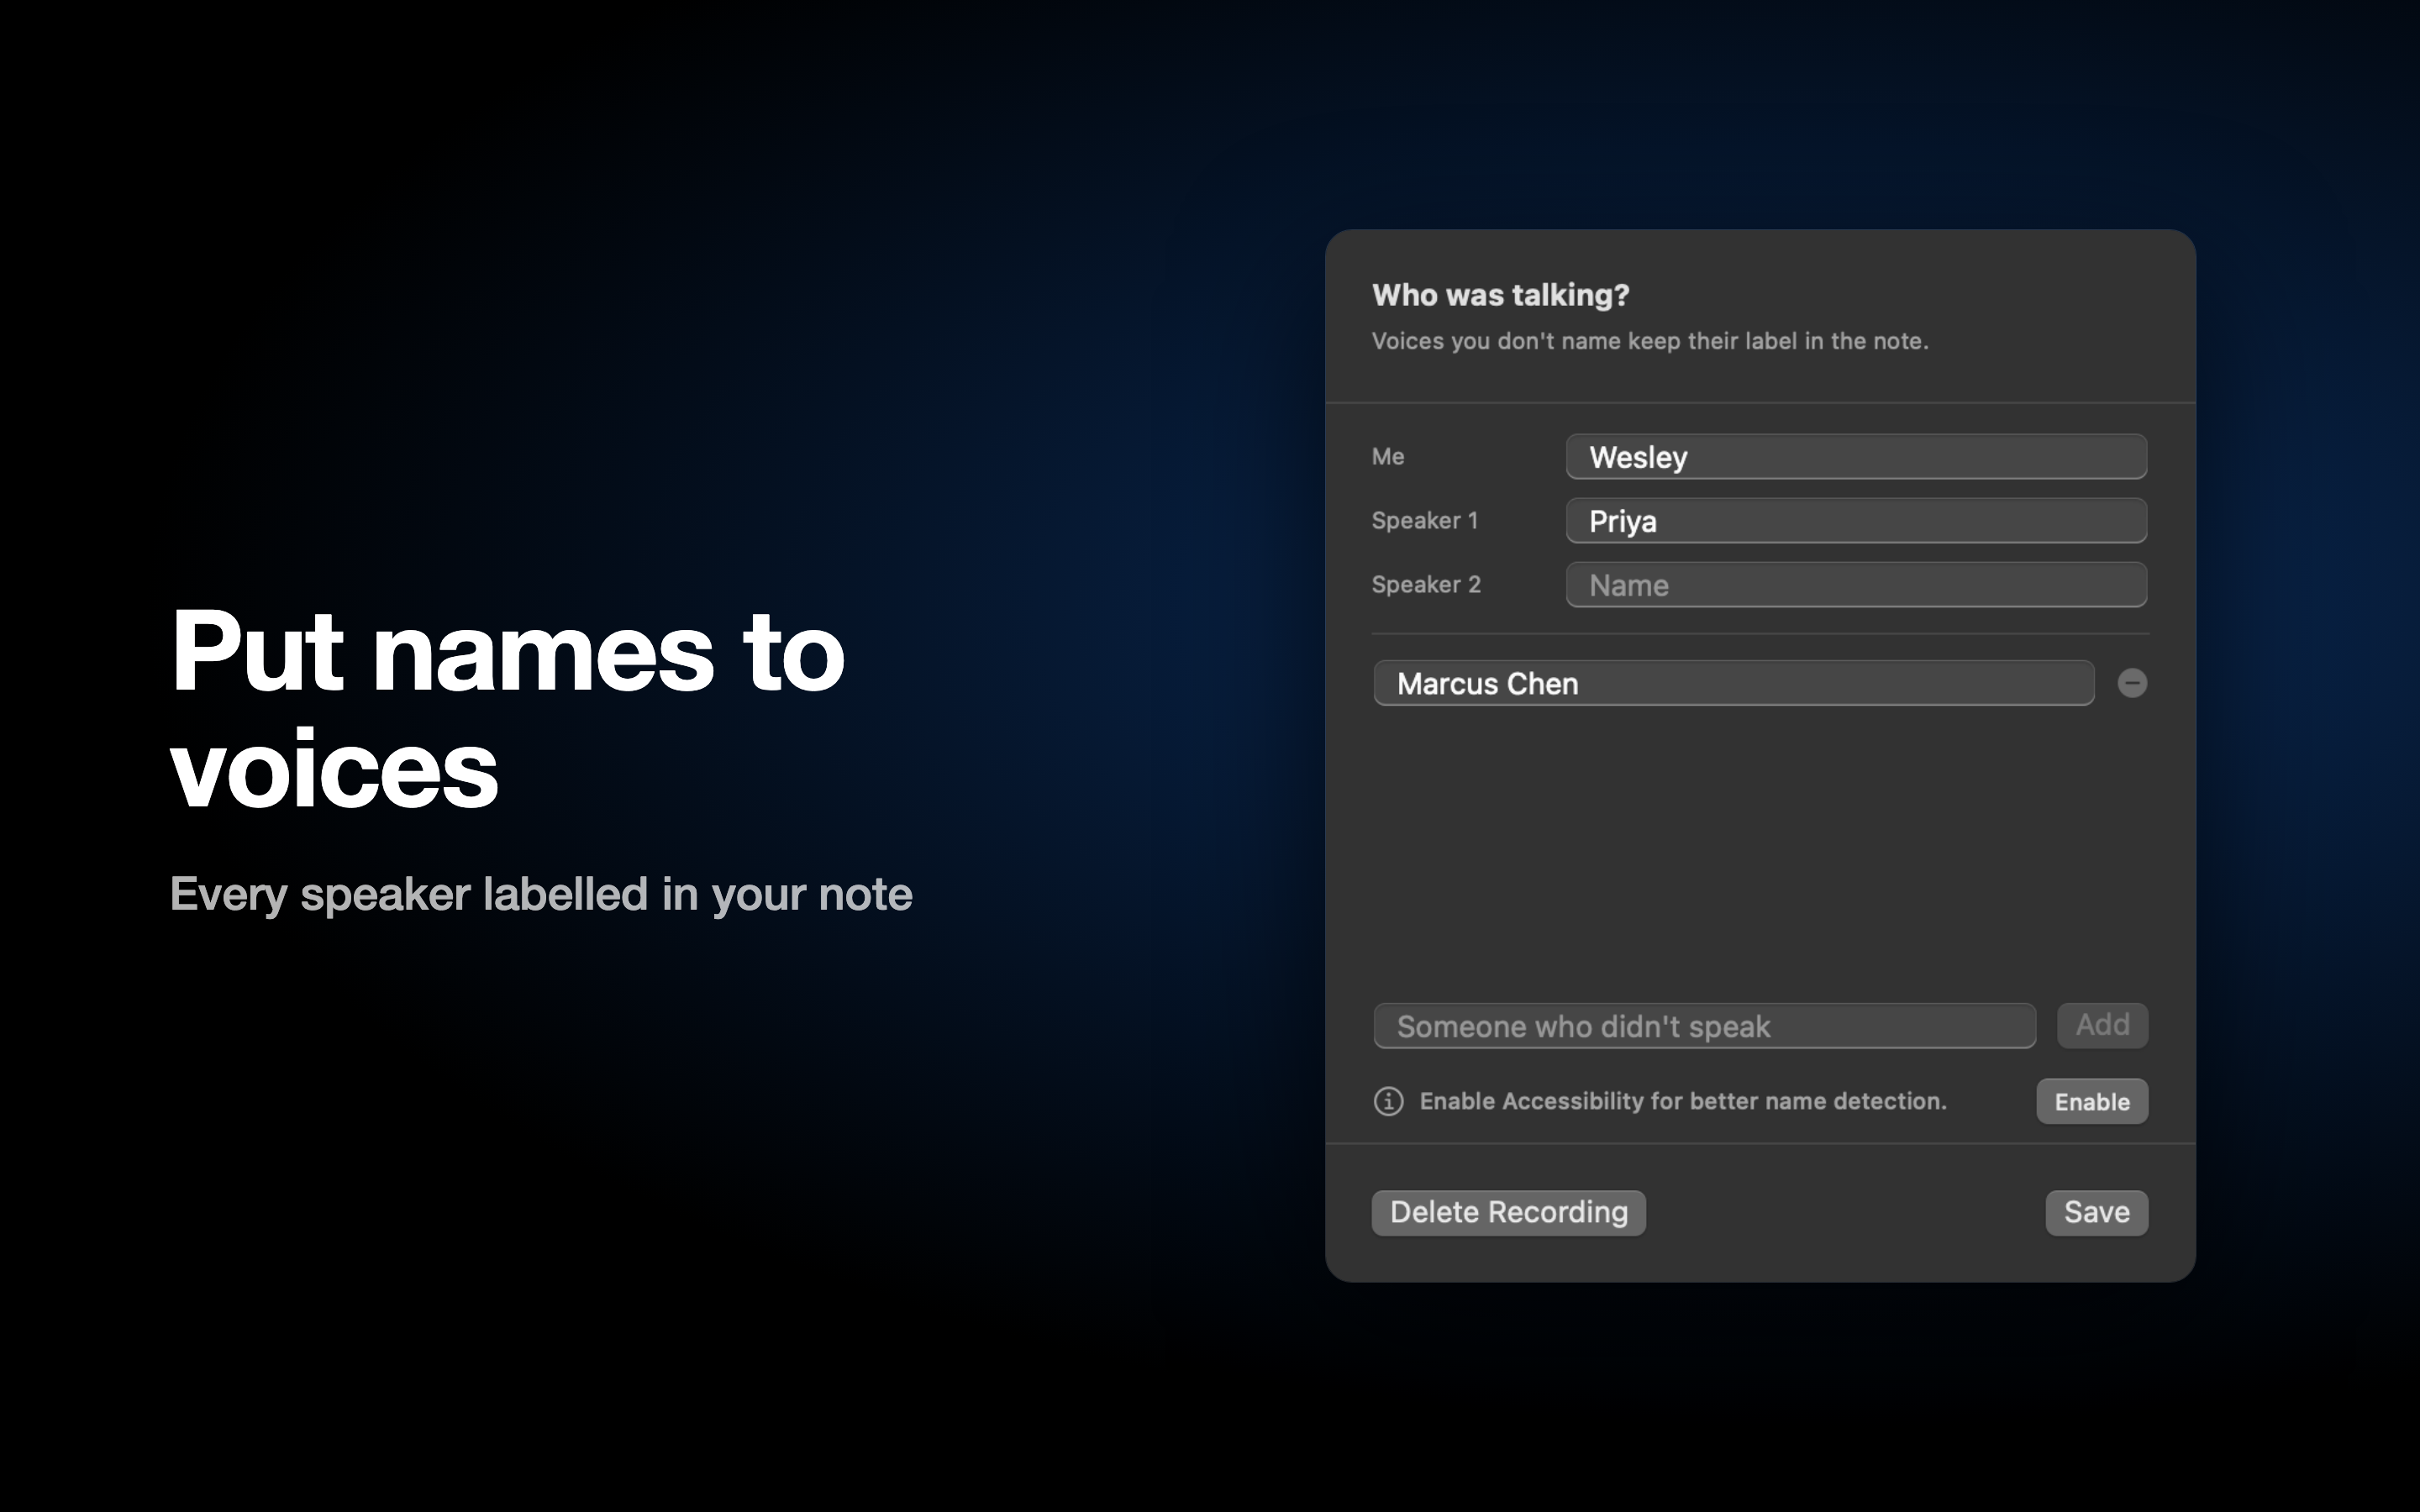 Put names to
voices
Every speaker labelled in your note
Who was talking?
Voices you don't name keep their label in the note.
Me
Wesley
Speaker 1
Priya
Speaker 2
Name
Marcus Chen
Someone who didn't speak
Add
Enable Accessibility for better name detection.
Enable
Delete Recording
Save